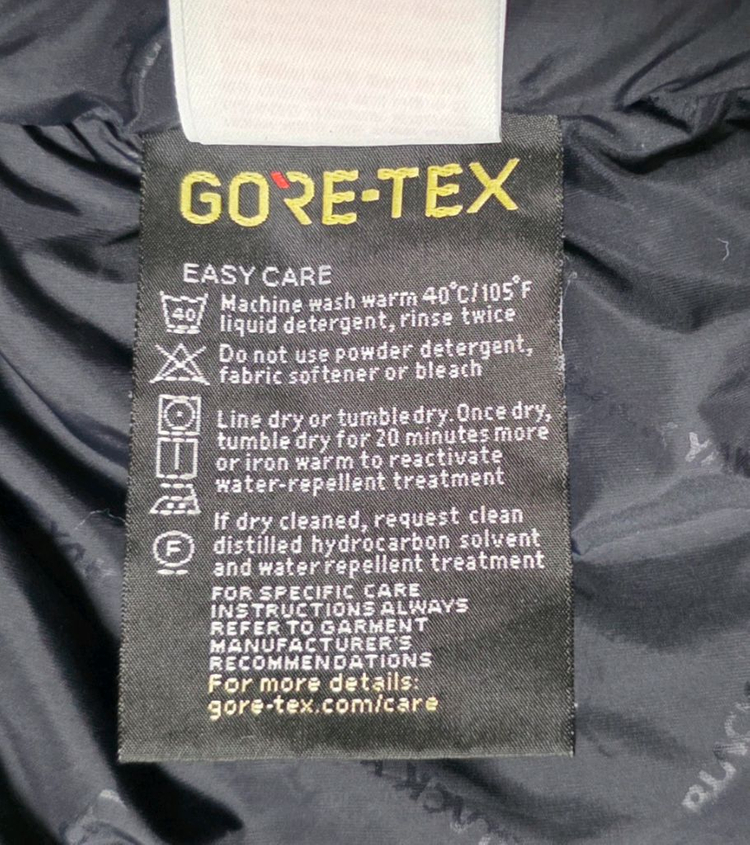 GORE-TEX
EASY CARE
40
Machine wash warm 40°C/105°F
liquid detergent, rinse twice
Do not use powder detergent,
fabric softener or bleach
Line dry or tumble dry. Once dry,
tumble dry for 20 minutes more
or iron warm to reactivate
water-repellent treatment
F
If dry cleaned, request clean
distilled hydrocarbon solvent
and water repellent treatment
FOR SPECIFIC CARE
INSTRUCTIONS ALWAYS
REFER TO GARMENT
MANUFACTURER'S
RECOMMENDATIONS
For more details:
gore-tex.com/care